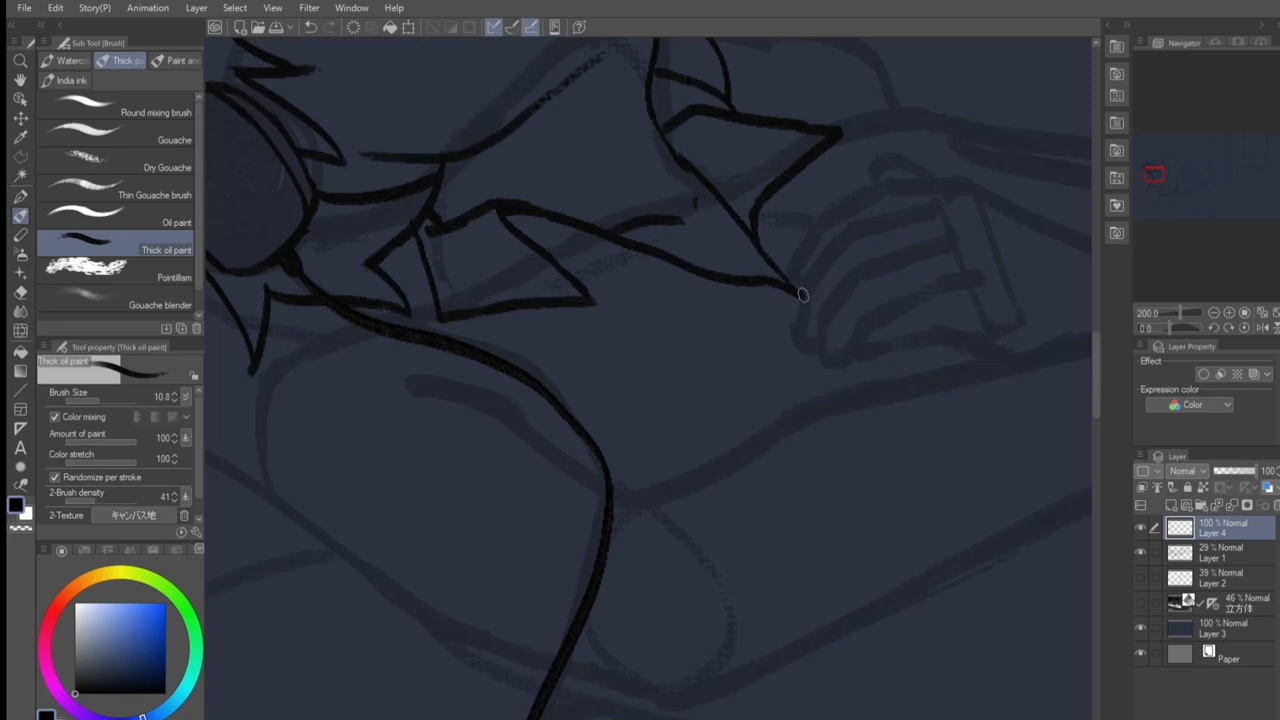 File Edit Story(P) Animation Layer Select View Filter Window Help
Sub Tool [Brush]
Navigator
Waterco Thick pa Paint and
India ink
Round mixing brush
Gouache
Dry Gouache
Thin Gouache brush
Oil paint
Thick oil paint
Pointillism
Gouache blender
Tool property [Thick oil paint]
Thick oil paint
Brush Size 10.8
Color mixing
Amount of paint 100
Color stretch 100
Randomize per stroke
2-Brush density 41
2-Texture キャンバス地
200.0
0.0
Layer Property
Effect
Expression color
Color
Layer
Normal 100
100 % Normal
Layer 4
29 % Normal
Layer 1
39 % Normal
Layer 2
46 % Normal
立方体
100 % Normal
Layer 3
Paper